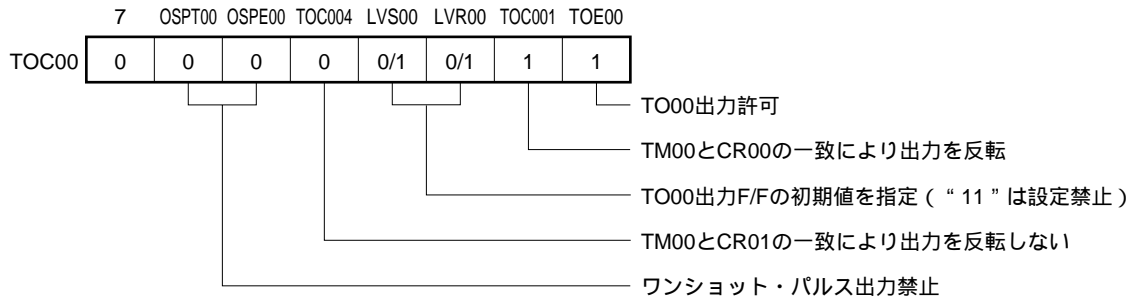 7 OSPT00 OSPE00 TOC004 LVS00 LVR00 TOC001 TOE00
TOC00 0 0 0 0 0/1 0/1 1 1
TO00出力許可
TM00とCR00の一致により出力を反転
TO00出力F/Fの初期値を指定（“11”は設定禁止）
TM00とCR01の一致により出力を反転しない
ワンショット・パルス出力禁止